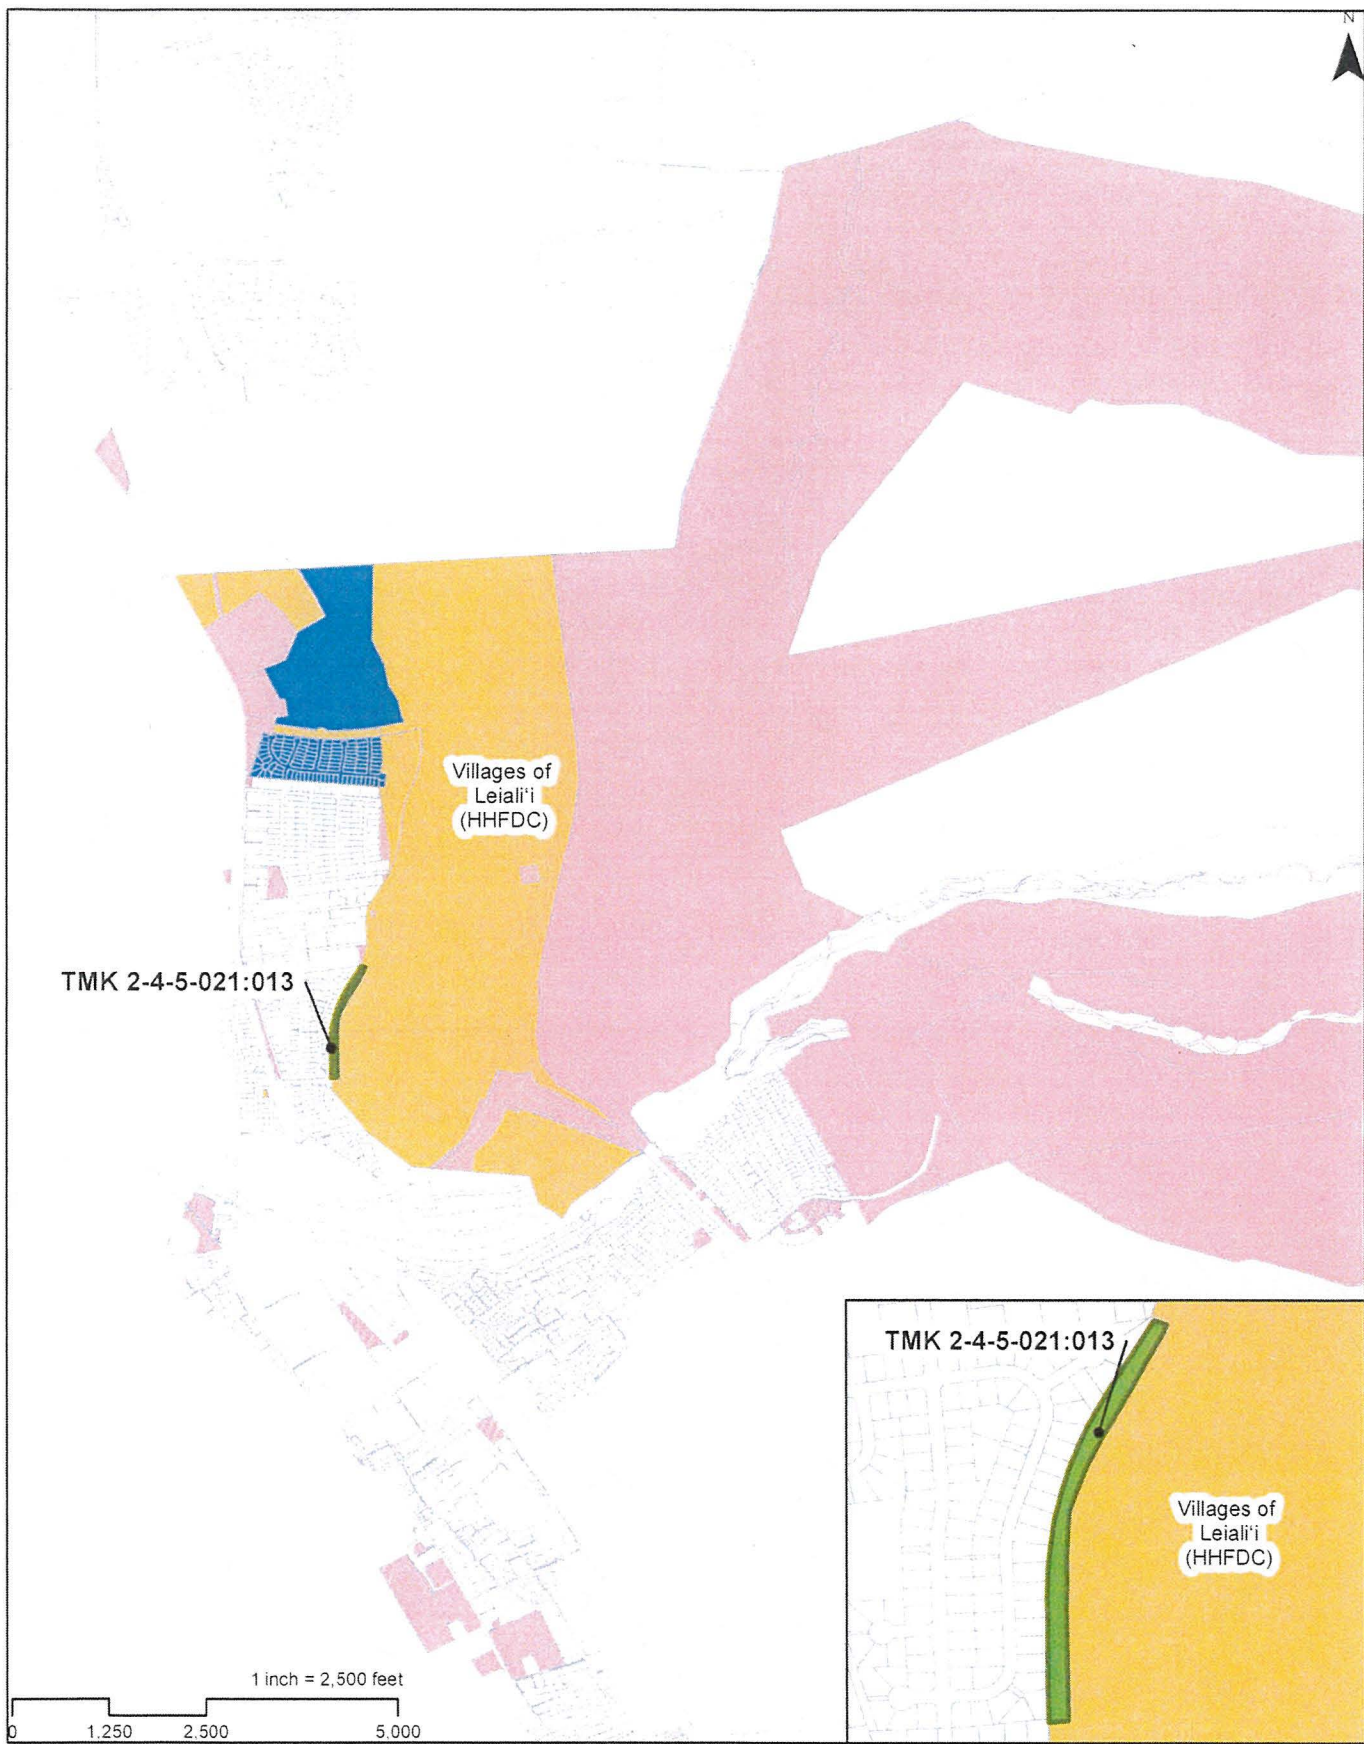 N
Villages of
Leiali‘i
(HHFDC)
TMK 2-4-5-021:013
TMK 2-4-5-021:013
Villages of
Leiali‘i
(HHFDC)
1 inch = 2,500 feet
0 1,250 2,500 5,000